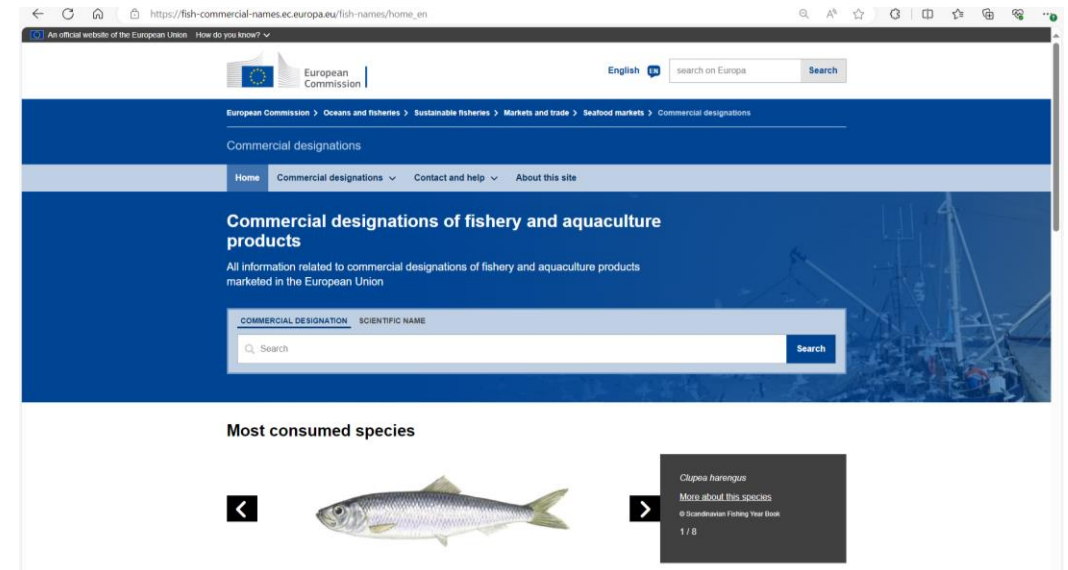 https://fish-commercial-names.ec.europa.eu/fish-names/home_en
An official website of the European Union How do you know?
European
Commission
English EN search on Europa Search
European Commission > Oceans and fisheries > Sustainable fisheries > Markets and trade > Seafood markets > Commercial designations
Commercial designations
Home Commercial designations Contact and help About this site
Commercial designations of fishery and aquaculture
products
All information related to commercial designations of fishery and aquaculture products
marketed in the European Union
COMMERCIAL DESIGNATION SCIENTIFIC NAME
Search Search
Most consumed species
Clupea harengus
More about this species
© Scandinavian Fishing Year Book
1 / 8